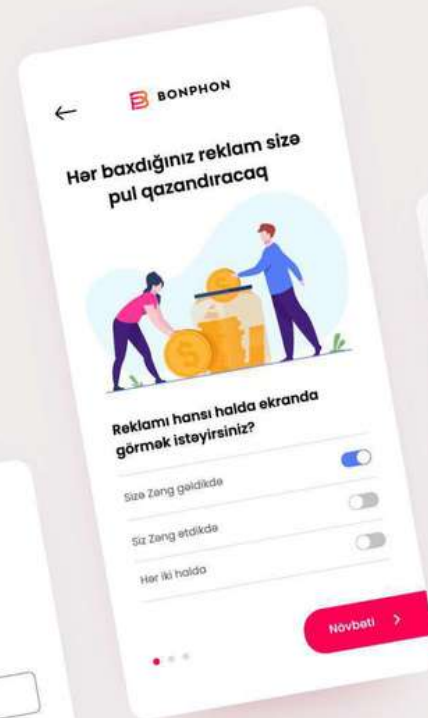 BONPHON
Hər baxdığınız reklam sizə
pul qazandıracaq
Reklamı hansı halda ekranda
görmək istəyirsiniz?
Sizə Zəng gəldikdə
Siz Zəng etdikdə
Hər iki halda
Növbəti